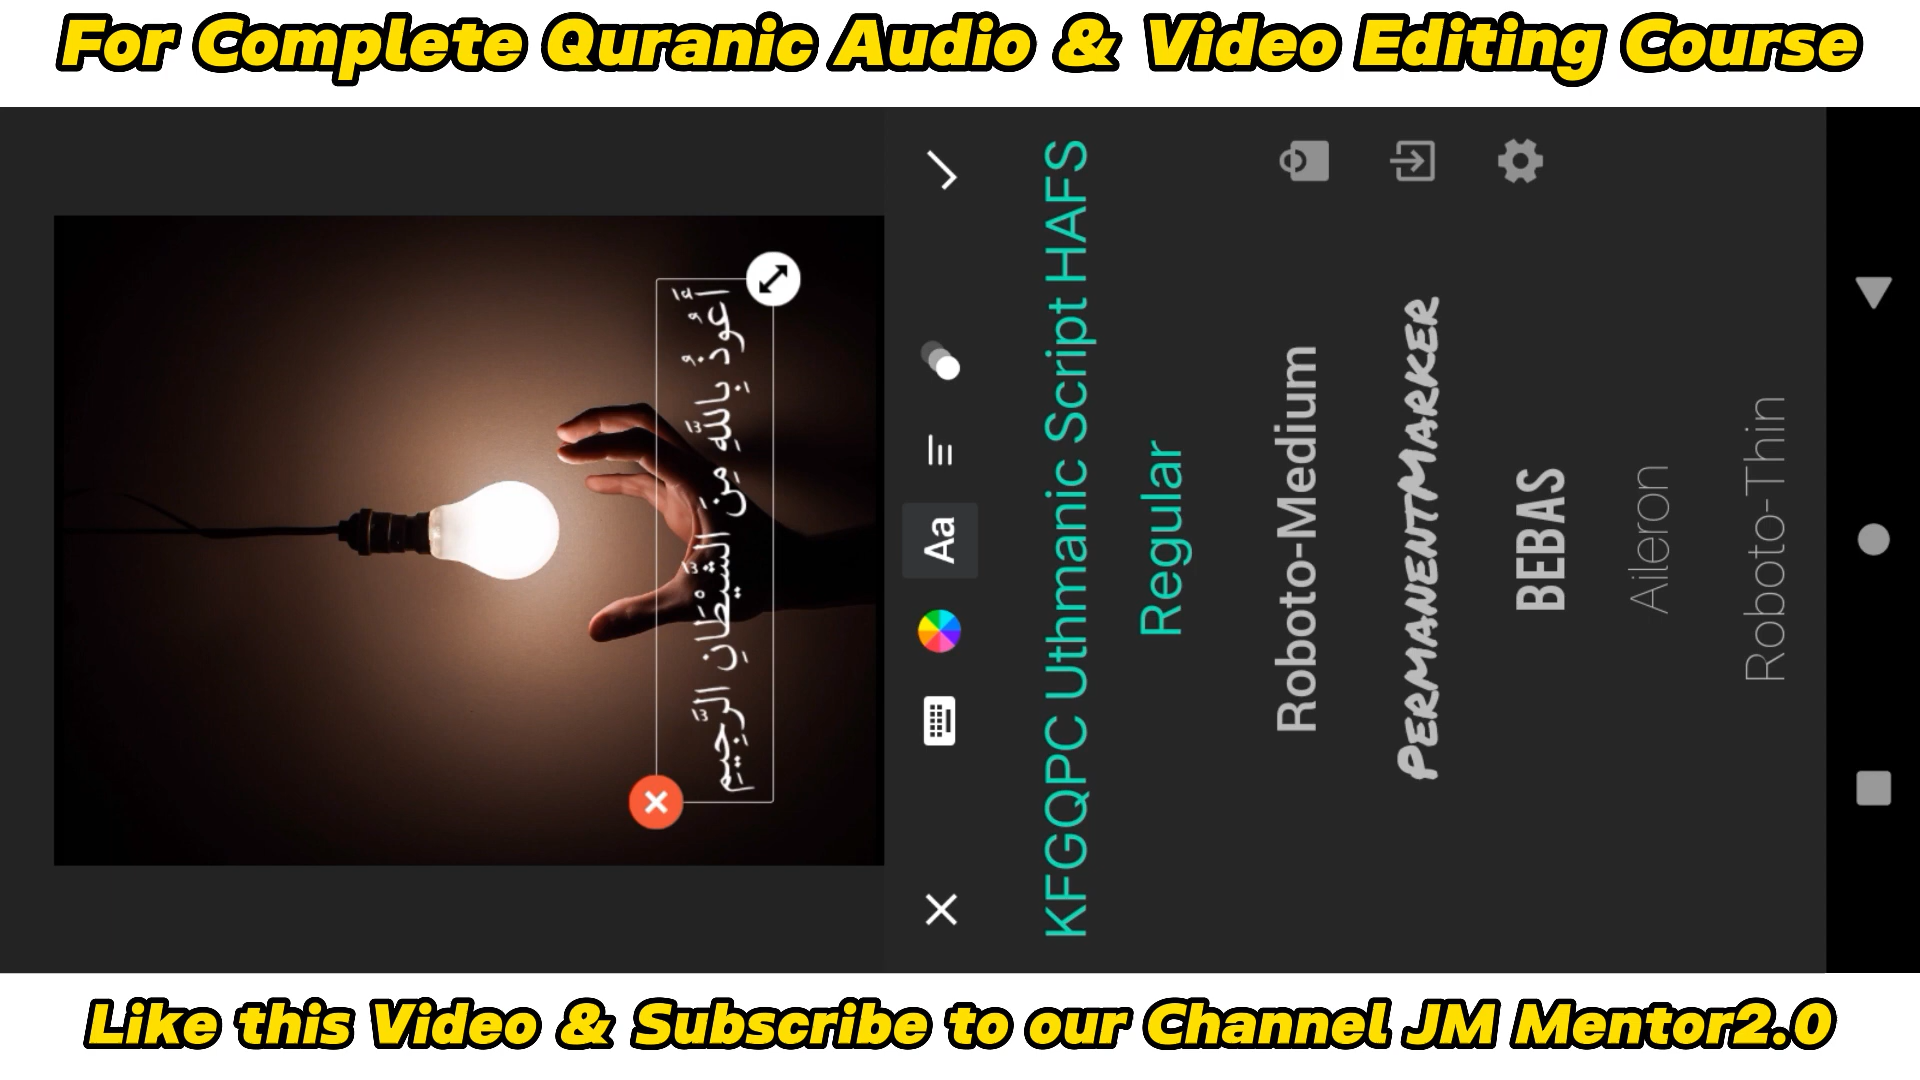 For Complete Quranic Audio & Video Editing Course
أَعُوذُ بِاللَّهِ مِنَ الشَّيْطَانِ الرَّجِيمِ
Aa
KFGQPC Uthmanic Script HAFS
Regular
Roboto-Medium
PERMANENTMARKER
BEBAS
Aileron
Roboto-Thin
Like this Video & Subscribe to our Channel JM Mentor2.0